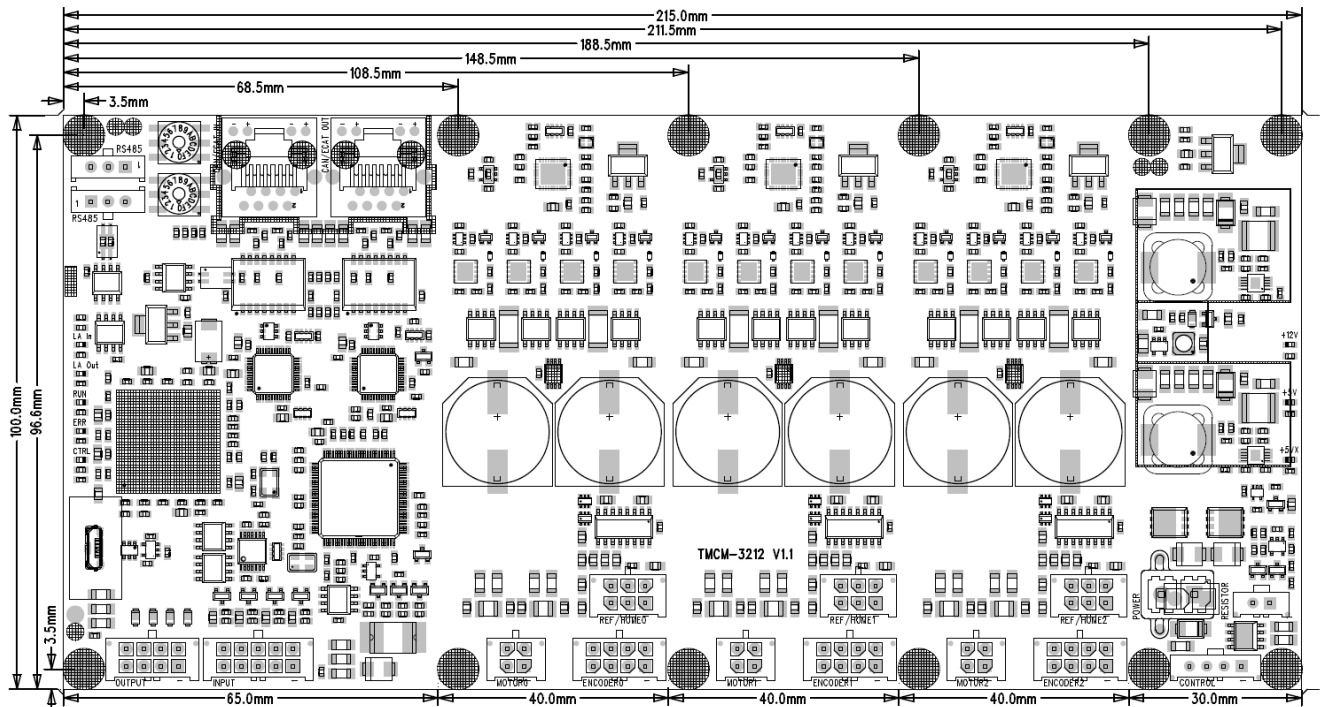 215.0mm
211.5mm
188.5mm
148.5mm
108.5mm
68.5mm
3.5mm
RS485
1
CAN/ECAT OUT
1
RS485
LA In
LA Out
RUN
ERR
CTRL
+12V
+5V
+5VX
100.0mm
96.6mm
TMCM-3212 V1.1
REF/HOME0
REF/HOME1
REF/HOME2
POWER
RESISTOR
3.5mm
OUTPUT
INPUT
MOTOR0
ENCODER0
MOTOR1
ENCODER1
MOTOR2
ENCODER2
CONTROL
65.0mm
40.0mm
40.0mm
40.0mm
30.0mm